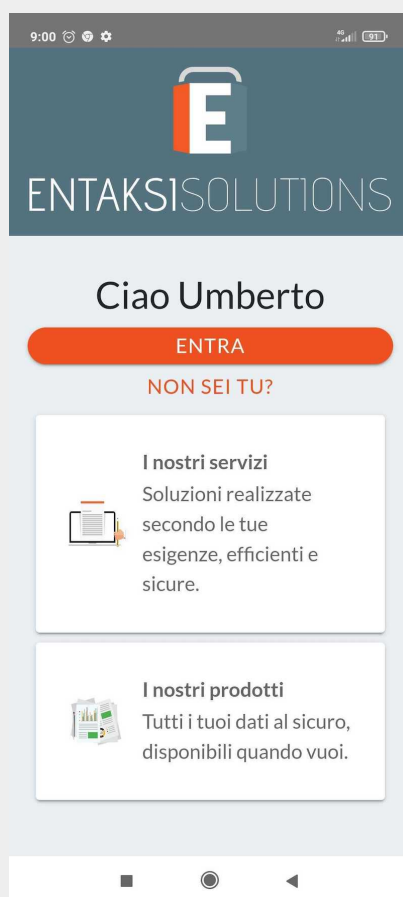 9:00
4G
91
E
ENTAKSISOLUTIONS
Ciao Umberto
ENTRA
NON SEI TU?
I nostri servizi
Soluzioni realizzate
secondo le tue
esigenze, efficienti e
sicure.
I nostri prodotti
Tutti i tuoi dati al sicuro,
disponibili quando vuoi.